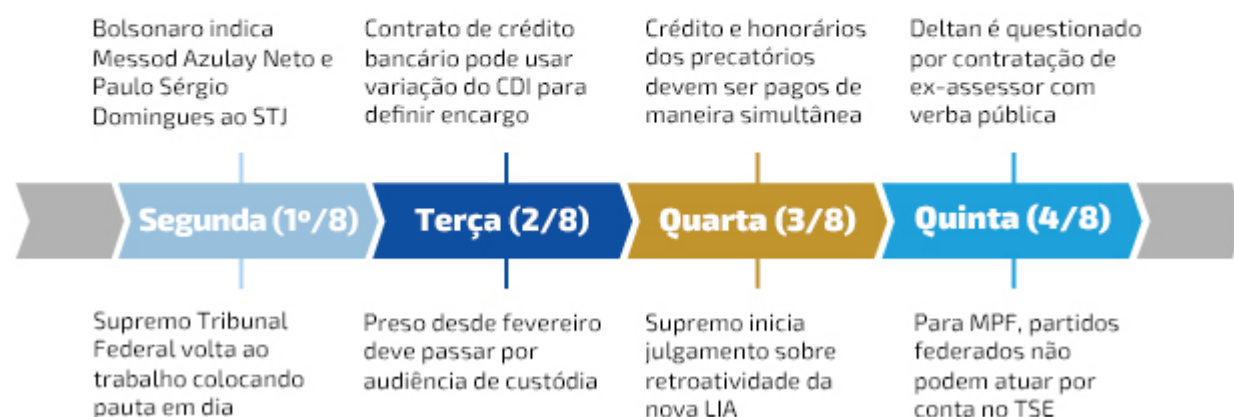 Bolsonaro indica
Messod Azulay Neto e
Paulo Sérgio
Domingues ao STJ
Contrato de crédito
bancário pode usar
variação do CDI para
definir encargo
Crédito e honorários
dos precatórios
devem ser pagos de
maneira simultânea
Deltan é questionado
por contratação de
ex-assessor com
verba pública
Segunda (1º/8)
Terça (2/8)
Quarta (3/8)
Quinta (4/8)
Supremo Tribunal
Federal volta ao
trabalho colocando
pauta em dia
Preso desde fevereiro
deve passar por
audiência de custódia
Supremo inicia
julgamento sobre
retroatividade da
nova LIA
Para MPF, partidos
federados não
podem atuar por
conta no TSE